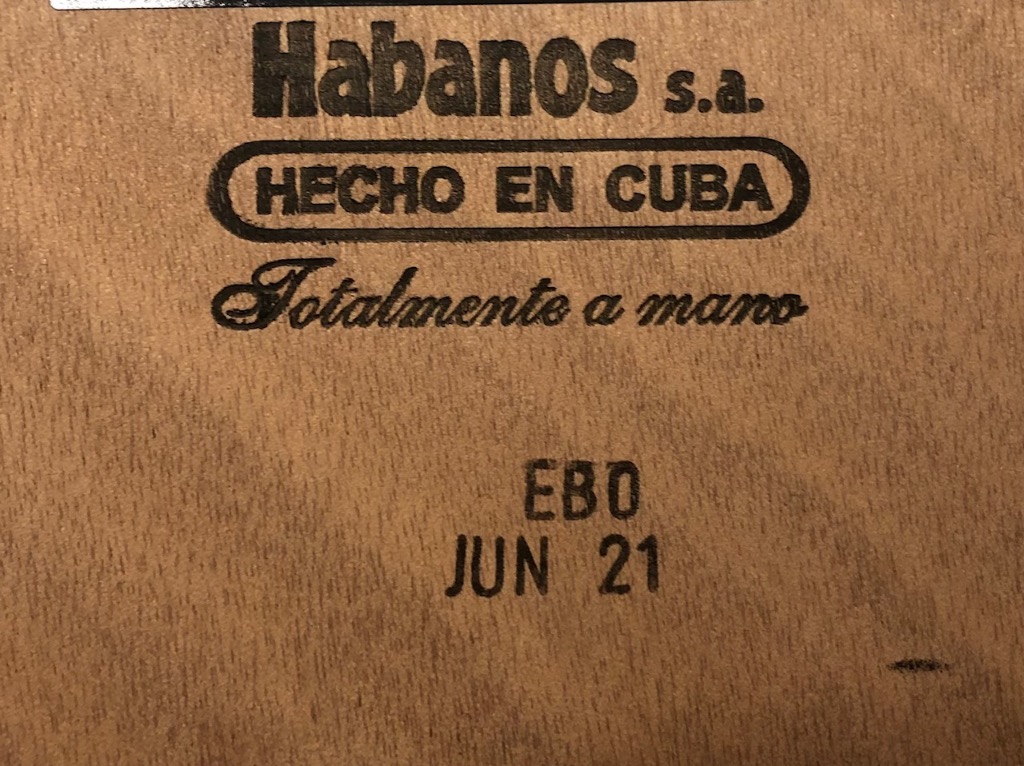 Habanos s.a.
HECHO EN CUBA
Totalmente a mano
EBO
JUN 21